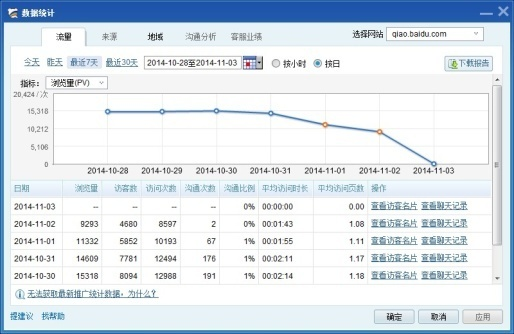 数据统计
流量 来源 地域 沟通分析 客服业绩 选择网站 qiao.baidu.com
今天 昨天 最近7天 最近30天 2014-10-28至2014-11-03 按小时 按日 下载报告
指标: 浏览量(PV)
20,424 / 次
15,318
10,212
5,106
0
2014-10-28 2014-10-29 2014-10-30 2014-10-31 2014-11-01 2014-11-02 2014-11-03
日期 浏览量 访客数 访问次数 沟通次数 沟通比例 平均访问时长 平均访问页数 操作
2014-11-03 -- -- -- -- 0% 00:00:00 0.00 查看访客名片 查看聊天记录
2014-11-02 9293 4680 8597 2 0% 00:01:43 1.08 查看访客名片 查看聊天记录
2014-11-01 11332 5852 10193 67 1% 00:01:55 1.11 查看访客名片 查看聊天记录
2014-10-31 14609 7781 12494 176 1% 00:02:11 1.17 查看访客名片 查看聊天记录
2014-10-30 15318 8094 12988 191 1% 00:02:14 1.18 查看访客名片 查看聊天记录
无法获取最新推广统计数据，为什么？
提建议 找帮助 确定 取消 应用